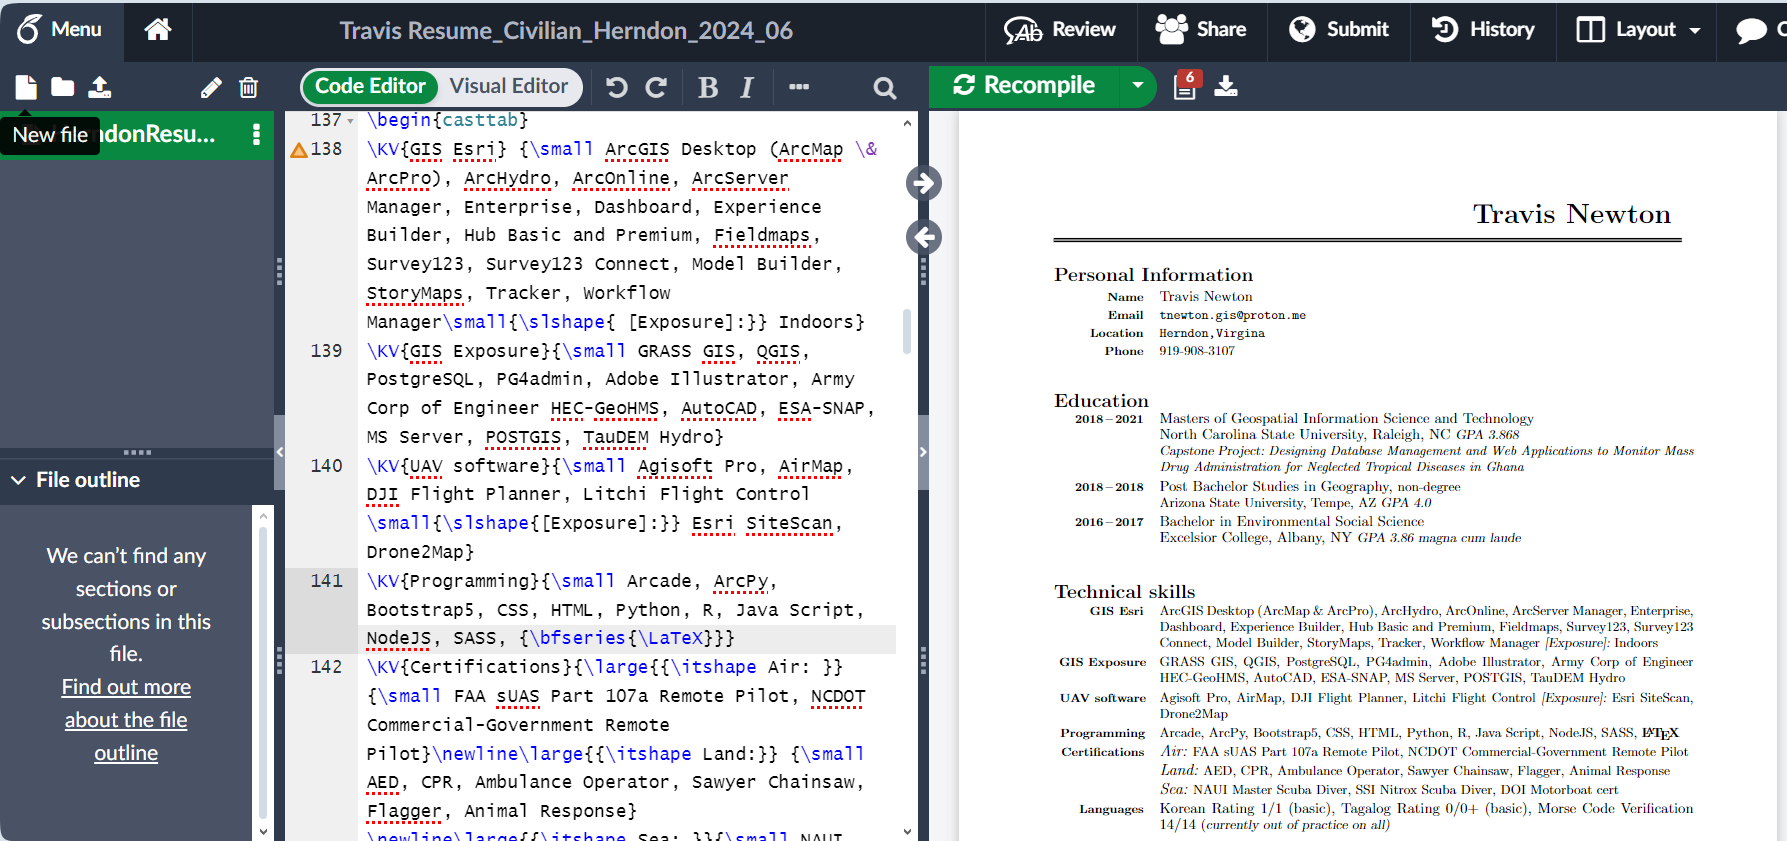 Menu
Travis Resume_Civilian_Herndon_2024_06
Review
Share
Submit
History
Layout
Code Editor
Visual Editor
B
I
Recompile
6
New file
rndonResu...
137 \begin{casttab}
138 \KV{GIS Esri} {\small ArcGIS Desktop (ArcMap \&
ArcPro), ArcHydro, ArcOnline, ArcServer
Manager, Enterprise, Dashboard, Experience
Builder, Hub Basic and Premium, Fieldmaps,
Survey123, Survey123 Connect, Model Builder,
StoryMaps, Tracker, Workflow
Manager\small{\slshape{ [Exposure]:}} Indoors}
139 \KV{GIS Exposure}{\small GRASS GIS, QGIS,
PostgreSQL, PG4admin, Adobe Illustrator, Army
Corp of Engineer HEC-GeoHMS, AutoCAD, ESA-SNAP,
MS Server, POSTGIS, TauDEM Hydro}
140 \KV{UAV software}{\small Agisoft Pro, AirMap,
DJI Flight Planner, Litchi Flight Control
\small{\slshape{[Exposure]:}} Esri SiteScan,
Drone2Map}
141 \KV{Programming}{\small Arcade, ArcPy,
Bootstrap5, CSS, HTML, Python, R, Java Script,
NodeJS, SASS, {\bfseries{\LaTeX}}}
142 \KV{Certifications}{\large{{\itshape Air: }}
{\small FAA sUAS Part 107a Remote Pilot, NCDOT
Commercial-Government Remote
Pilot}\newline\large{{\itshape Land:}} {\small
AED, CPR, Ambulance Operator, Sawyer Chainsaw,
Flagger, Animal Response}
\newline\large{{\itshape Sea: }}{\small NAUI
File outline
We can't find any
sections or
subsections in this
file.
Find out more
about the file
outline
Travis Newton
Personal Information
Name Travis Newton
Email tnewton.gis@proton.me
Location Herndon,Virgina
Phone 919-908-3107
Education
2018–2021 Masters of Geospatial Information Science and Technology
North Carolina State University, Raleigh, NC GPA 3.868
Capstone Project: Designing Database Management and Web Applications to Monitor Mass
Drug Administration for Neglected Tropical Diseases in Ghana
2018–2018 Post Bachelor Studies in Geography, non-degree
Arizona State University, Tempe, AZ GPA 4.0
2016–2017 Bachelor in Environmental Social Science
Excelsior College, Albany, NY GPA 3.86 magna cum laude
Technical skills
GIS Esri ArcGIS Desktop (ArcMap & ArcPro), ArcHydro, ArcOnline, ArcServer Manager, Enterprise,
Dashboard, Experience Builder, Hub Basic and Premium, Fieldmaps, Survey123, Survey123
Connect, Model Builder, StoryMaps, Tracker, Workflow Manager [Exposure]: Indoors
GIS Exposure GRASS GIS, QGIS, PostgreSQL, PG4admin, Adobe Illustrator, Army Corp of Engineer
HEC-GeoHMS, AutoCAD, ESA-SNAP, MS Server, POSTGIS, TauDEM Hydro
UAV software Agisoft Pro, AirMap, DJI Flight Planner, Litchi Flight Control [Exposure]: Esri SiteScan,
Drone2Map
Programming Arcade, ArcPy, Bootstrap5, CSS, HTML, Python, R, Java Script, NodeJS, SASS, LATEX
Certifications Air: FAA sUAS Part 107a Remote Pilot, NCDOT Commercial-Government Remote Pilot
Land: AED, CPR, Ambulance Operator, Sawyer Chainsaw, Flagger, Animal Response
Sea: NAUI Master Scuba Diver, SSI Nitrox Scuba Diver, DOI Motorboat cert
Languages Korean Rating 1/1 (basic), Tagalog Rating 0/0+ (basic), Morse Code Verification
14/14 (currently out of practice on all)